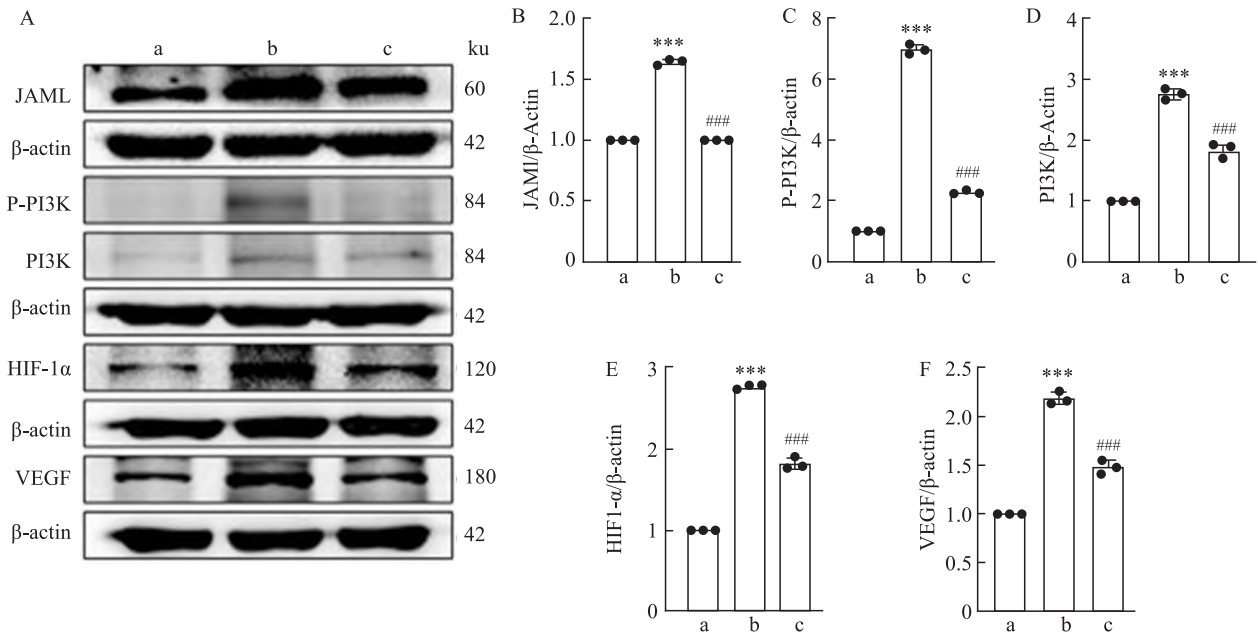 A
a b c ku
JAML 60
β-actin 42
P-PI3K 84
PI3K 84
β-actin 42
HIF-1α 120
β-actin 42
VEGF 180
β-actin 42
B
JAMI/β-Actin
2.0
1.5
1.0
0.5
0
***
###
a b c
C
P-PI3K/β-actin
8
6
4
2
0
***
###
a b c
D
PI3K/β-Actin
4
3
2
1
0
***
###
a b c
E
HIF1-α/β-actin
3
2
1
0
***
###
a b c
F
VEGF/β-actin
2.5
2.0
1.5
1.0
0.5
0
***
###
a b c